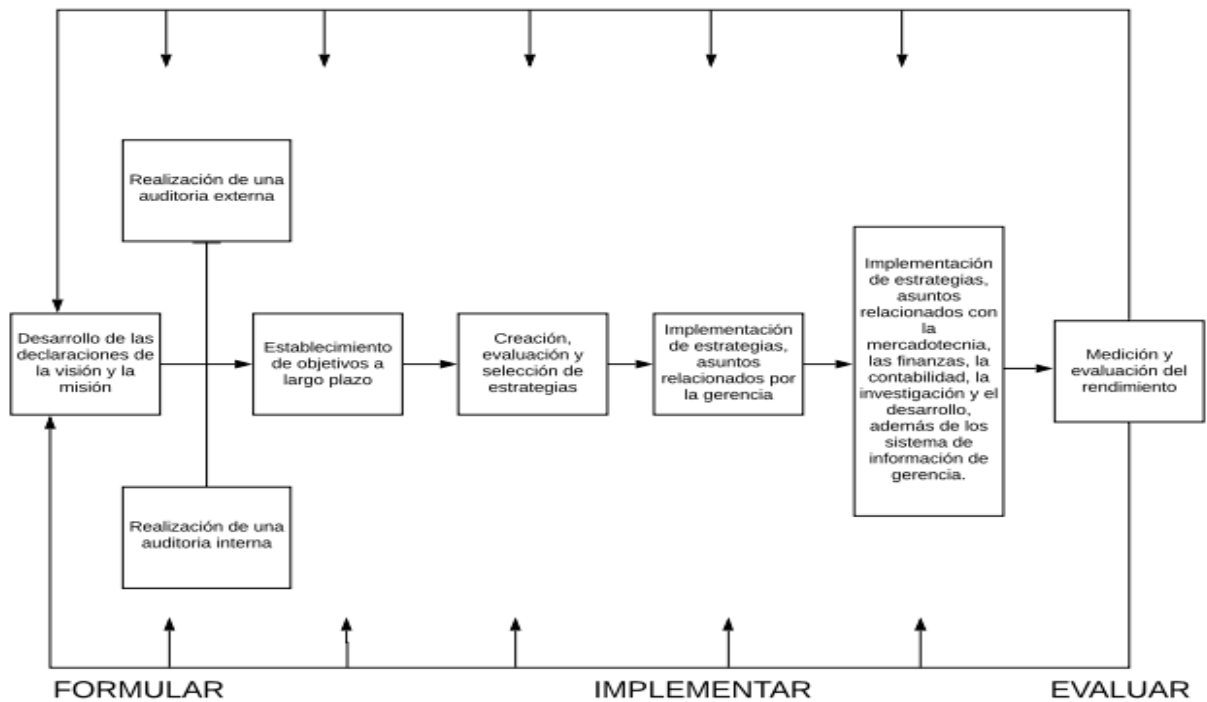 Realización de una
auditoria externa
Desarrollo de las
declaraciones de
la visión y la
misión
Establecimiento
de objetivos a
largo plazo
Creación,
evaluación y
selección de
estrategias
Implementación
de estrategias,
asuntos
relacionados por
la gerencia
Implementación
de estrategias,
asuntos
relacionados con
la
mercadotecnia,
las finanzas, la
contabilidad, la
investigación y el
desarrollo,
además de los
sistema de
información de
gerencia.
Medición y
evaluación del
rendimiento
Realización de una
auditoria interna
FORMULAR
IMPLEMENTAR
EVALUAR